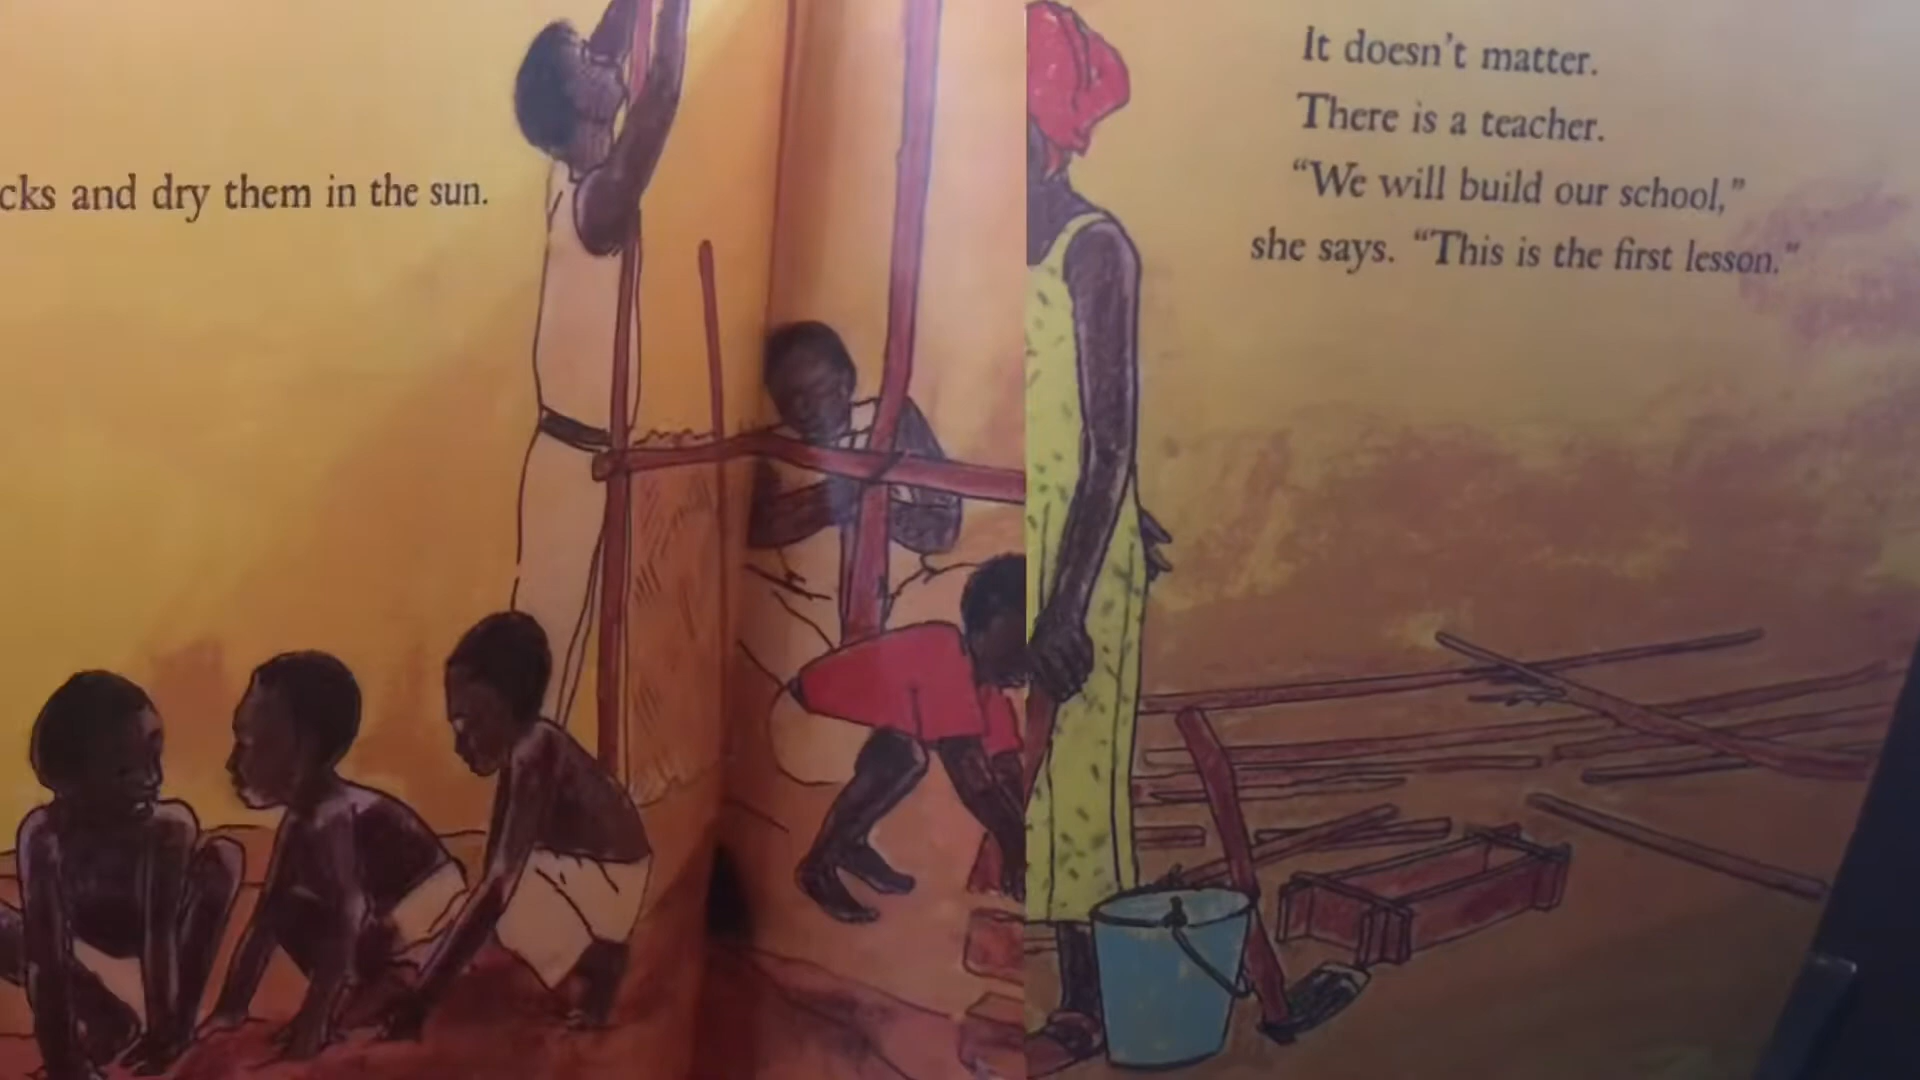 cks and dry them in the sun.
It doesn't matter.
There is a teacher.
“We will build our school,”
she says. “This is the first lesson.”